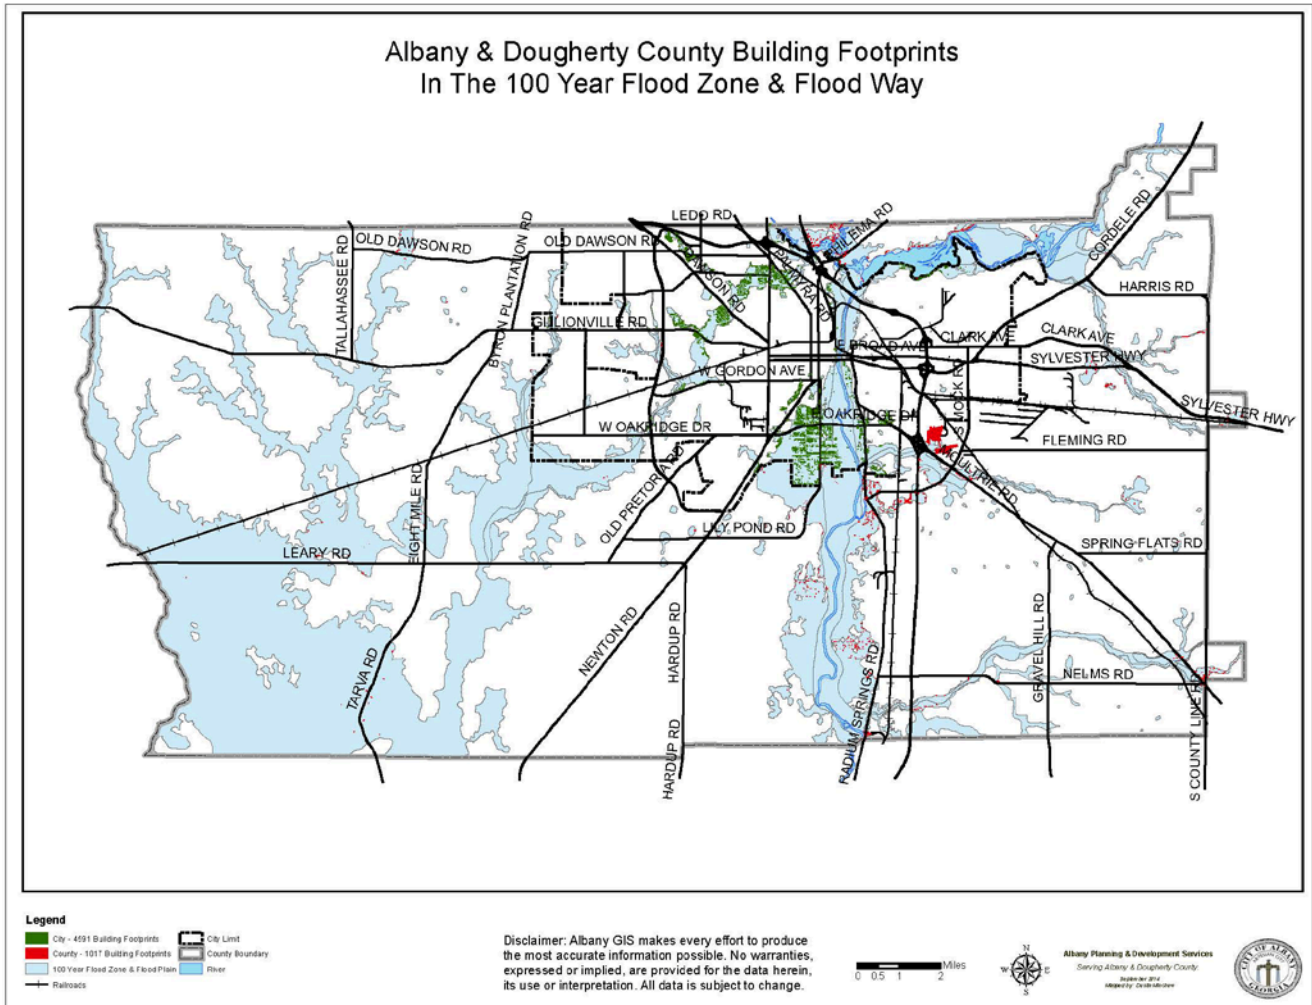 Albany & Dougherty County Building Footprints
In The 100 Year Flood Zone & Flood Way
LEDO RD
PHILEMA RD
CORDELE RD
OLD DAWSON RD
OLD DAWSON RD
TALLAHASSEE RD
BYRON PLANTATION RD
DAWSON RD
PALMYRA RD
HARRIS RD
GILLIONVILLE RD
CLARK AVE
CLARK AVE
E BROAD AVE
SYLVESTER HWY
W GORDON AVE
S MOCK RD
SYLVESTER HWY
W OAKRIDGE DR
E OAKRIDGE DR
FLEMING RD
MOULTRIE RD
OLD PRETORIA RD
EIGHT MILE RD
LILY POND RD
LEARY RD
SPRING FLATS RD
NEWTON RD
HARDUP RD
GRAVEL HILL RD
TARVA RD
NELMS RD
RADIUM SPRINGS RD
HARDUP RD
S COUNTY LINE RD
Legend
City - 4591 Building Footprints
County - 1017 Building Footprints
100 Year Flood Zone & Flood Plain
Railroads
City Limit
County Boundary
River
Disclaimer: Albany GIS makes every effort to produce
the most accurate information possible. No warranties,
expressed or implied, are provided for the data herein,
its use or interpretation. All data is subject to change.
Miles
0 0.5 1 2
N
W E
S
Albany Planning & Development Services
Serving Albany & Dougherty County
September 2014
CITY OF ALBANY
GEORGIA